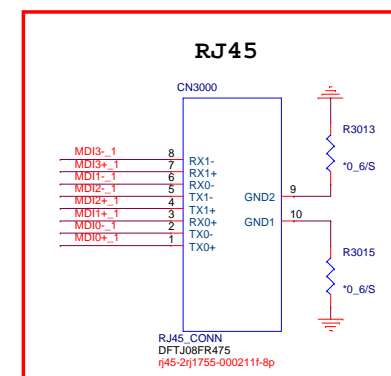 RJ45
CN3000
MDI3-_1 8 RX1-
MDI3+_1 7 RX1+
MDI1-_1 6 RX0-
MDI2-_1 5 TX1-
MDI2+_1 4 TX1+
MDI1+_1 3 RX0+
MDI0-_1 2 TX0-
MDI0+_1 1 TX0+
GND2 9
GND1 10
R3013
*0_6/S
R3015
*0_6/S
RJ45_CONN
DFTJ08FR475
rj45-2rj1755-000211f-8p